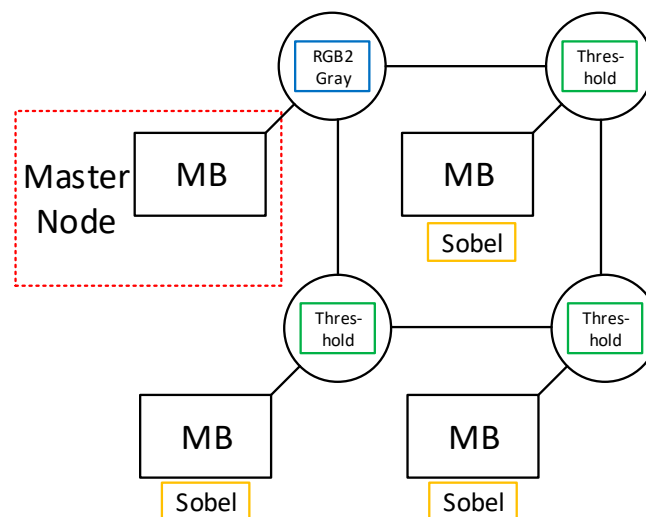 RGB2
Gray
Thres-
hold
Master
Node
MB
MB
Sobel
Thres-
hold
Thres-
hold
MB
MB
Sobel
Sobel